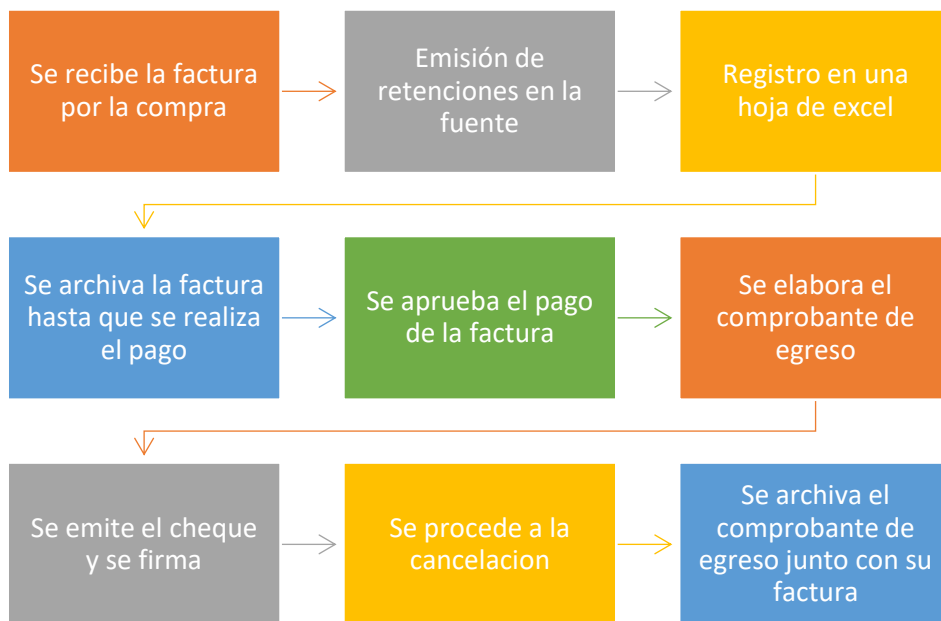 Se recibe la factura
por la compra
Emisión de
retenciones en la
fuente
Registro en una
hoja de excel
Se archiva la factura
hasta que se realiza
el pago
Se aprueba el pago
de la factura
Se elabora el
comprobante de
egreso
Se emite el cheque
y se firma
Se procede a la
cancelacion
Se archiva el
comprobante de
egreso junto con su
factura